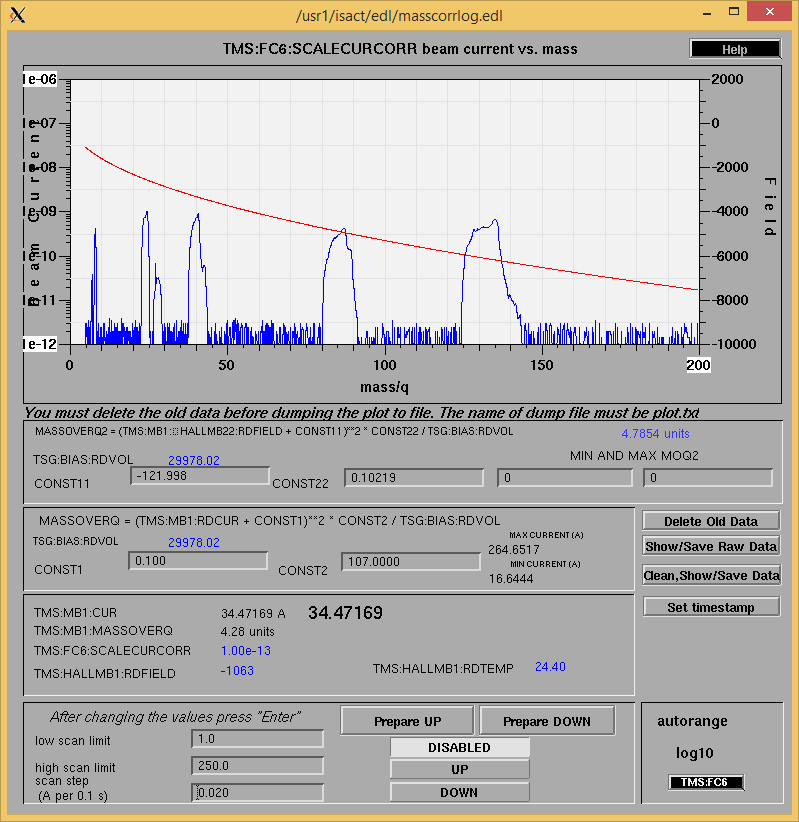 /usr1/isact/edl/masscorrlog.edl
TMS:FC6:SCALECURCORR beam current vs. mass
Help
1e-06
1e-07
1e-08
1e-09
1e-10
1e-11
1e-12
Beam Current
2000
0
-2000
-4000
-6000
-8000
-10000
Field
0 50 100 150 200
mass/q
You must delete the old data before dumping the plot to file. The name of dump file must be plot.txt
MASSOVERQ2 = (TMS:MB1: HALLMB22:RDFIELD + CONST11)**2 * CONST22 / TSG:BIAS:RDVOL
4.7854 units
TSG:BIAS:RDVOL 29978.02 MIN AND MAX MOQ2
CONST11 -121.998 CONST22 0.10219 0 0
MASSOVERQ = (TMS:MB1:RDCUR + CONST1)**2 * CONST2 / TSG:BIAS:RDVOL
TSG:BIAS:RDVOL 29978.02
MAX CURRENT (A)
264.6517
MIN CURRENT (A)
16.6444
CONST1 0.100 CONST2 107.0000
Delete Old Data
Show/Save Raw Data
Clean,Show/Save Data
Set timestamp
TMS:MB1:CUR 34.47169 A 34.47169
TMS:MB1:MASSOVERQ 4.28 units
TMS:FC6:SCALECURCORR 1.00e-13
TMS:HALLMB1:RDFIELD -1063 TMS:HALLMB1:RDTEMP 24.40
After changing the values press "Enter"
low scan limit 1.0
high scan limit 250.0
scan step
(A per 0.1 s) 0.020
Prepare UP Prepare DOWN
DISABLED
UP
DOWN
autorange
log10
TMS:FC6